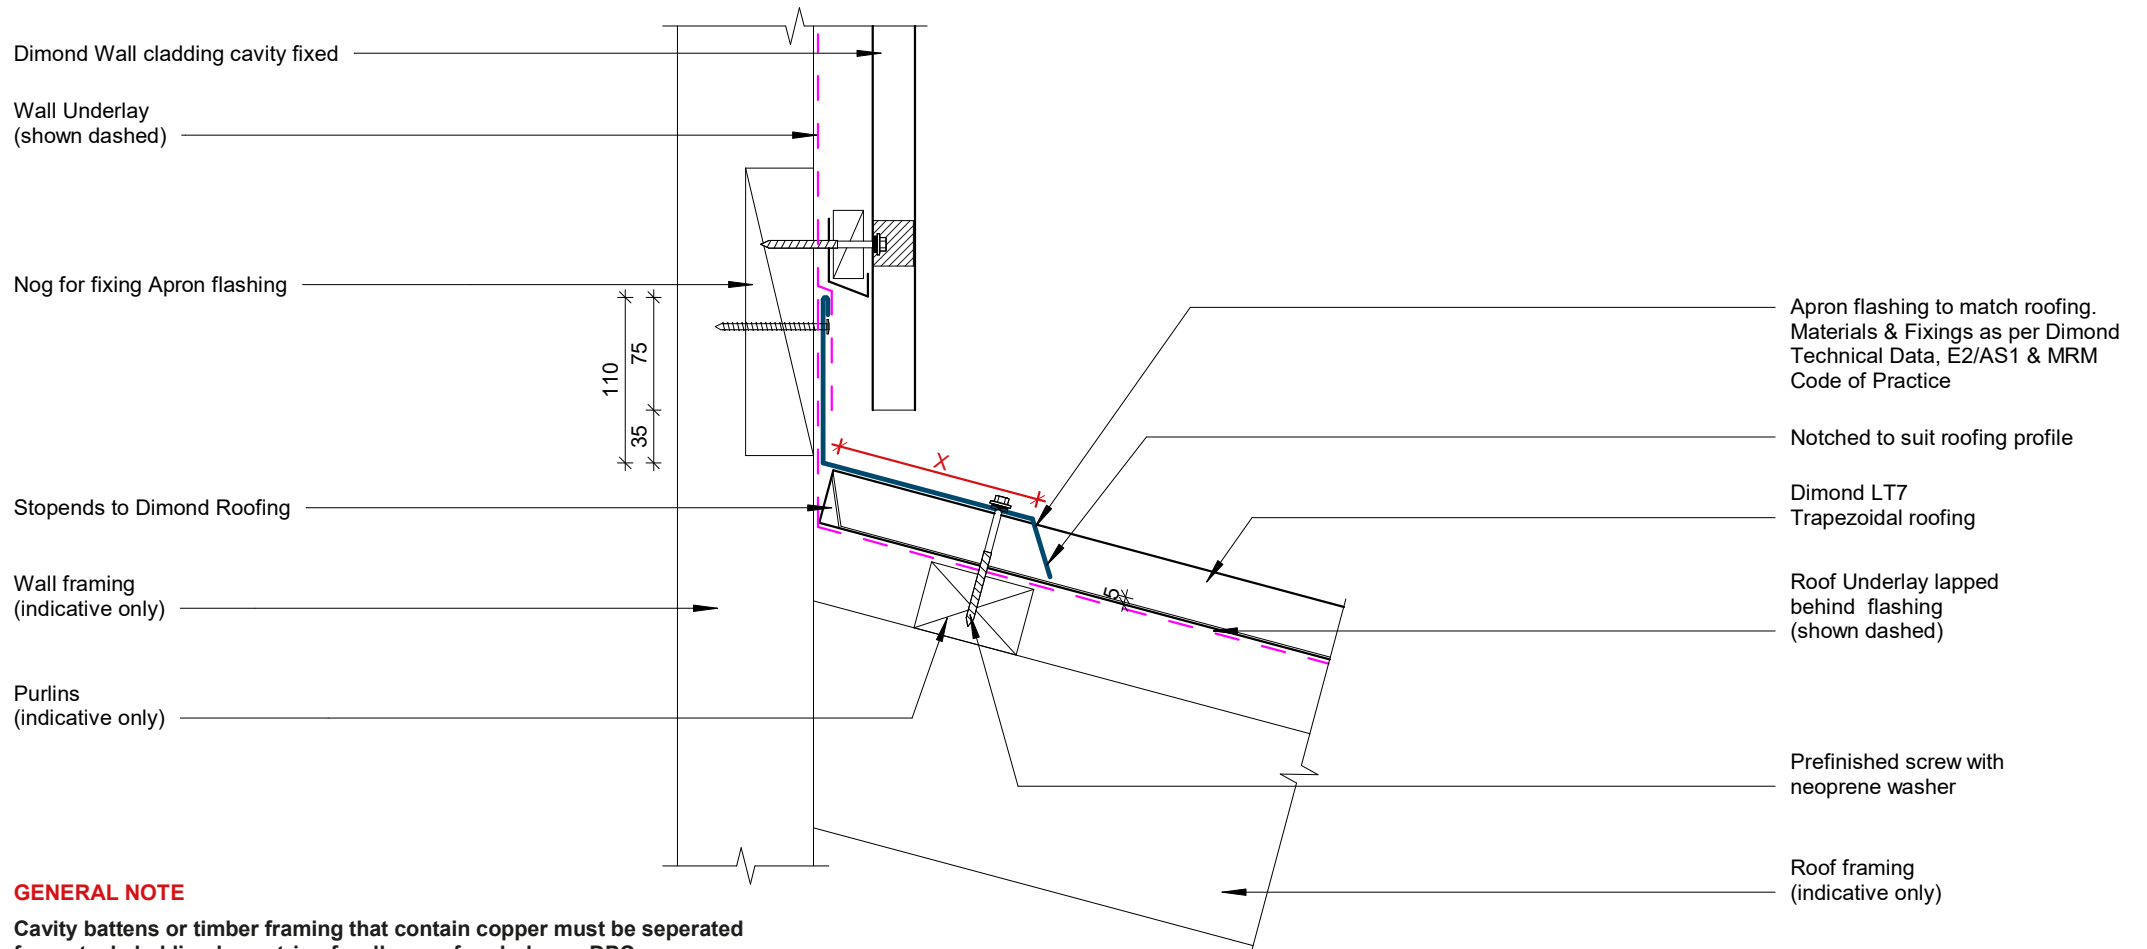 Dimond Wall cladding cavity fixed
Wall Underlay
(shown dashed)
Nog for fixing Apron flashing
110
75
35
Stopends to Dimond Roofing
Wall framing
(indicative only)
Purlins
(indicative only)
X
5
Apron flashing to match roofing.
Materials & Fixings as per Dimond
Technical Data, E2/AS1 & MRM
Code of Practice
Notched to suit roofing profile
Dimond LT7
Trapezoidal roofing
Roof Underlay lapped
behind flashing
(shown dashed)
Prefinished screw with
neoprene washer
Roof framing
(indicative only)
GENERAL NOTE
Cavity battens or timber framing that contain copper must be seperated